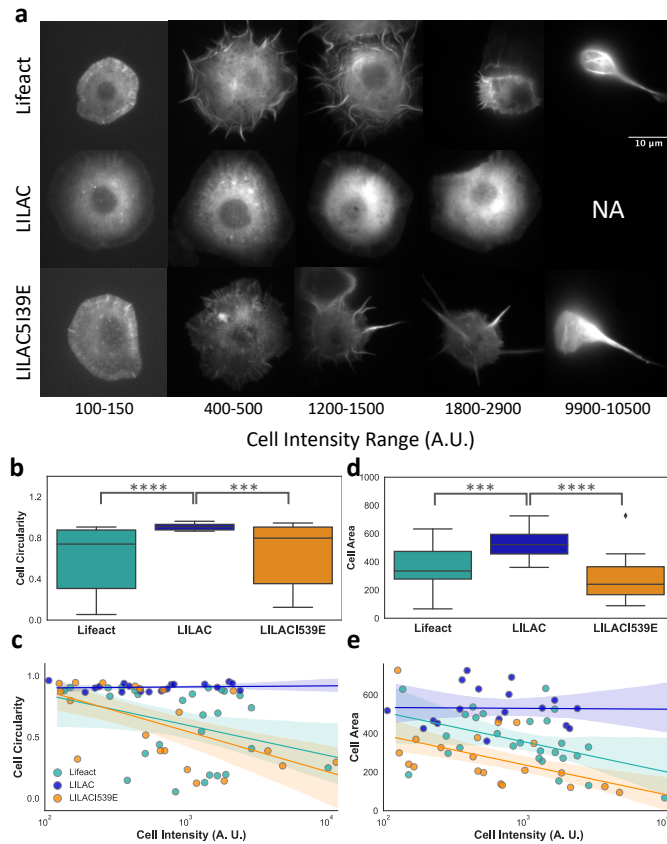 a
Lifeact
10 µm
LILAC
NA
LILAC5I39E
100-150 400-500 1200-1500 1800-2900 9900-10500
Cell Intensity Range (A.U.)
b
**** ***
1.2
0.8
0.4
0.0
Cell Circularity
Lifeact LILAC LILACI539E
d
*** ****
1000
800
600
400
200
0
Cell Area
Lifeact LILAC LILACI539E
c
1.0
0.5
0.0
Cell Circularity
Lifeact
LILAC
LILACI539E
10² 10³ 10⁴
Cell Intensity (A. U.)
e
600
400
200
0
Cell Area
10² 10³
Cell Intensity (A. U.)